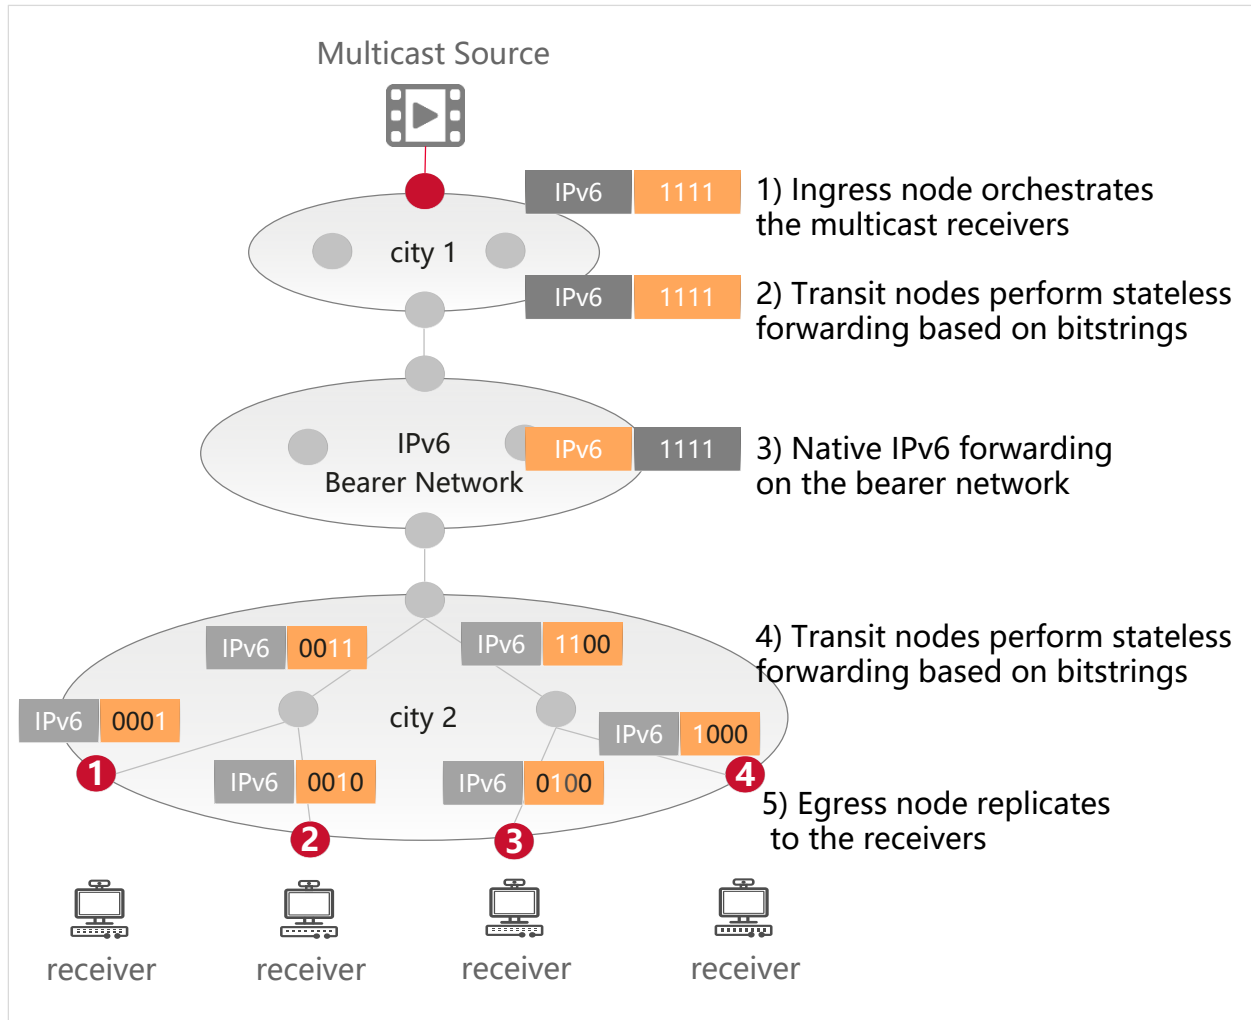 Multicast Source
IPv6 1111
1) Ingress node orchestrates
the multicast receivers
city 1
IPv6 1111
2) Transit nodes perform stateless
forwarding based on bitstrings
IPv6
Bearer Network
IPv6 1111
3) Native IPv6 forwarding
on the bearer network
IPv6 0011
IPv6 1100
4) Transit nodes perform stateless
forwarding based on bitstrings
IPv6 0001
city 2
IPv6 1000
1
IPv6 0010
IPv6 0100
4
5) Egress node replicates
to the receivers
2
3
receiver
receiver
receiver
receiver